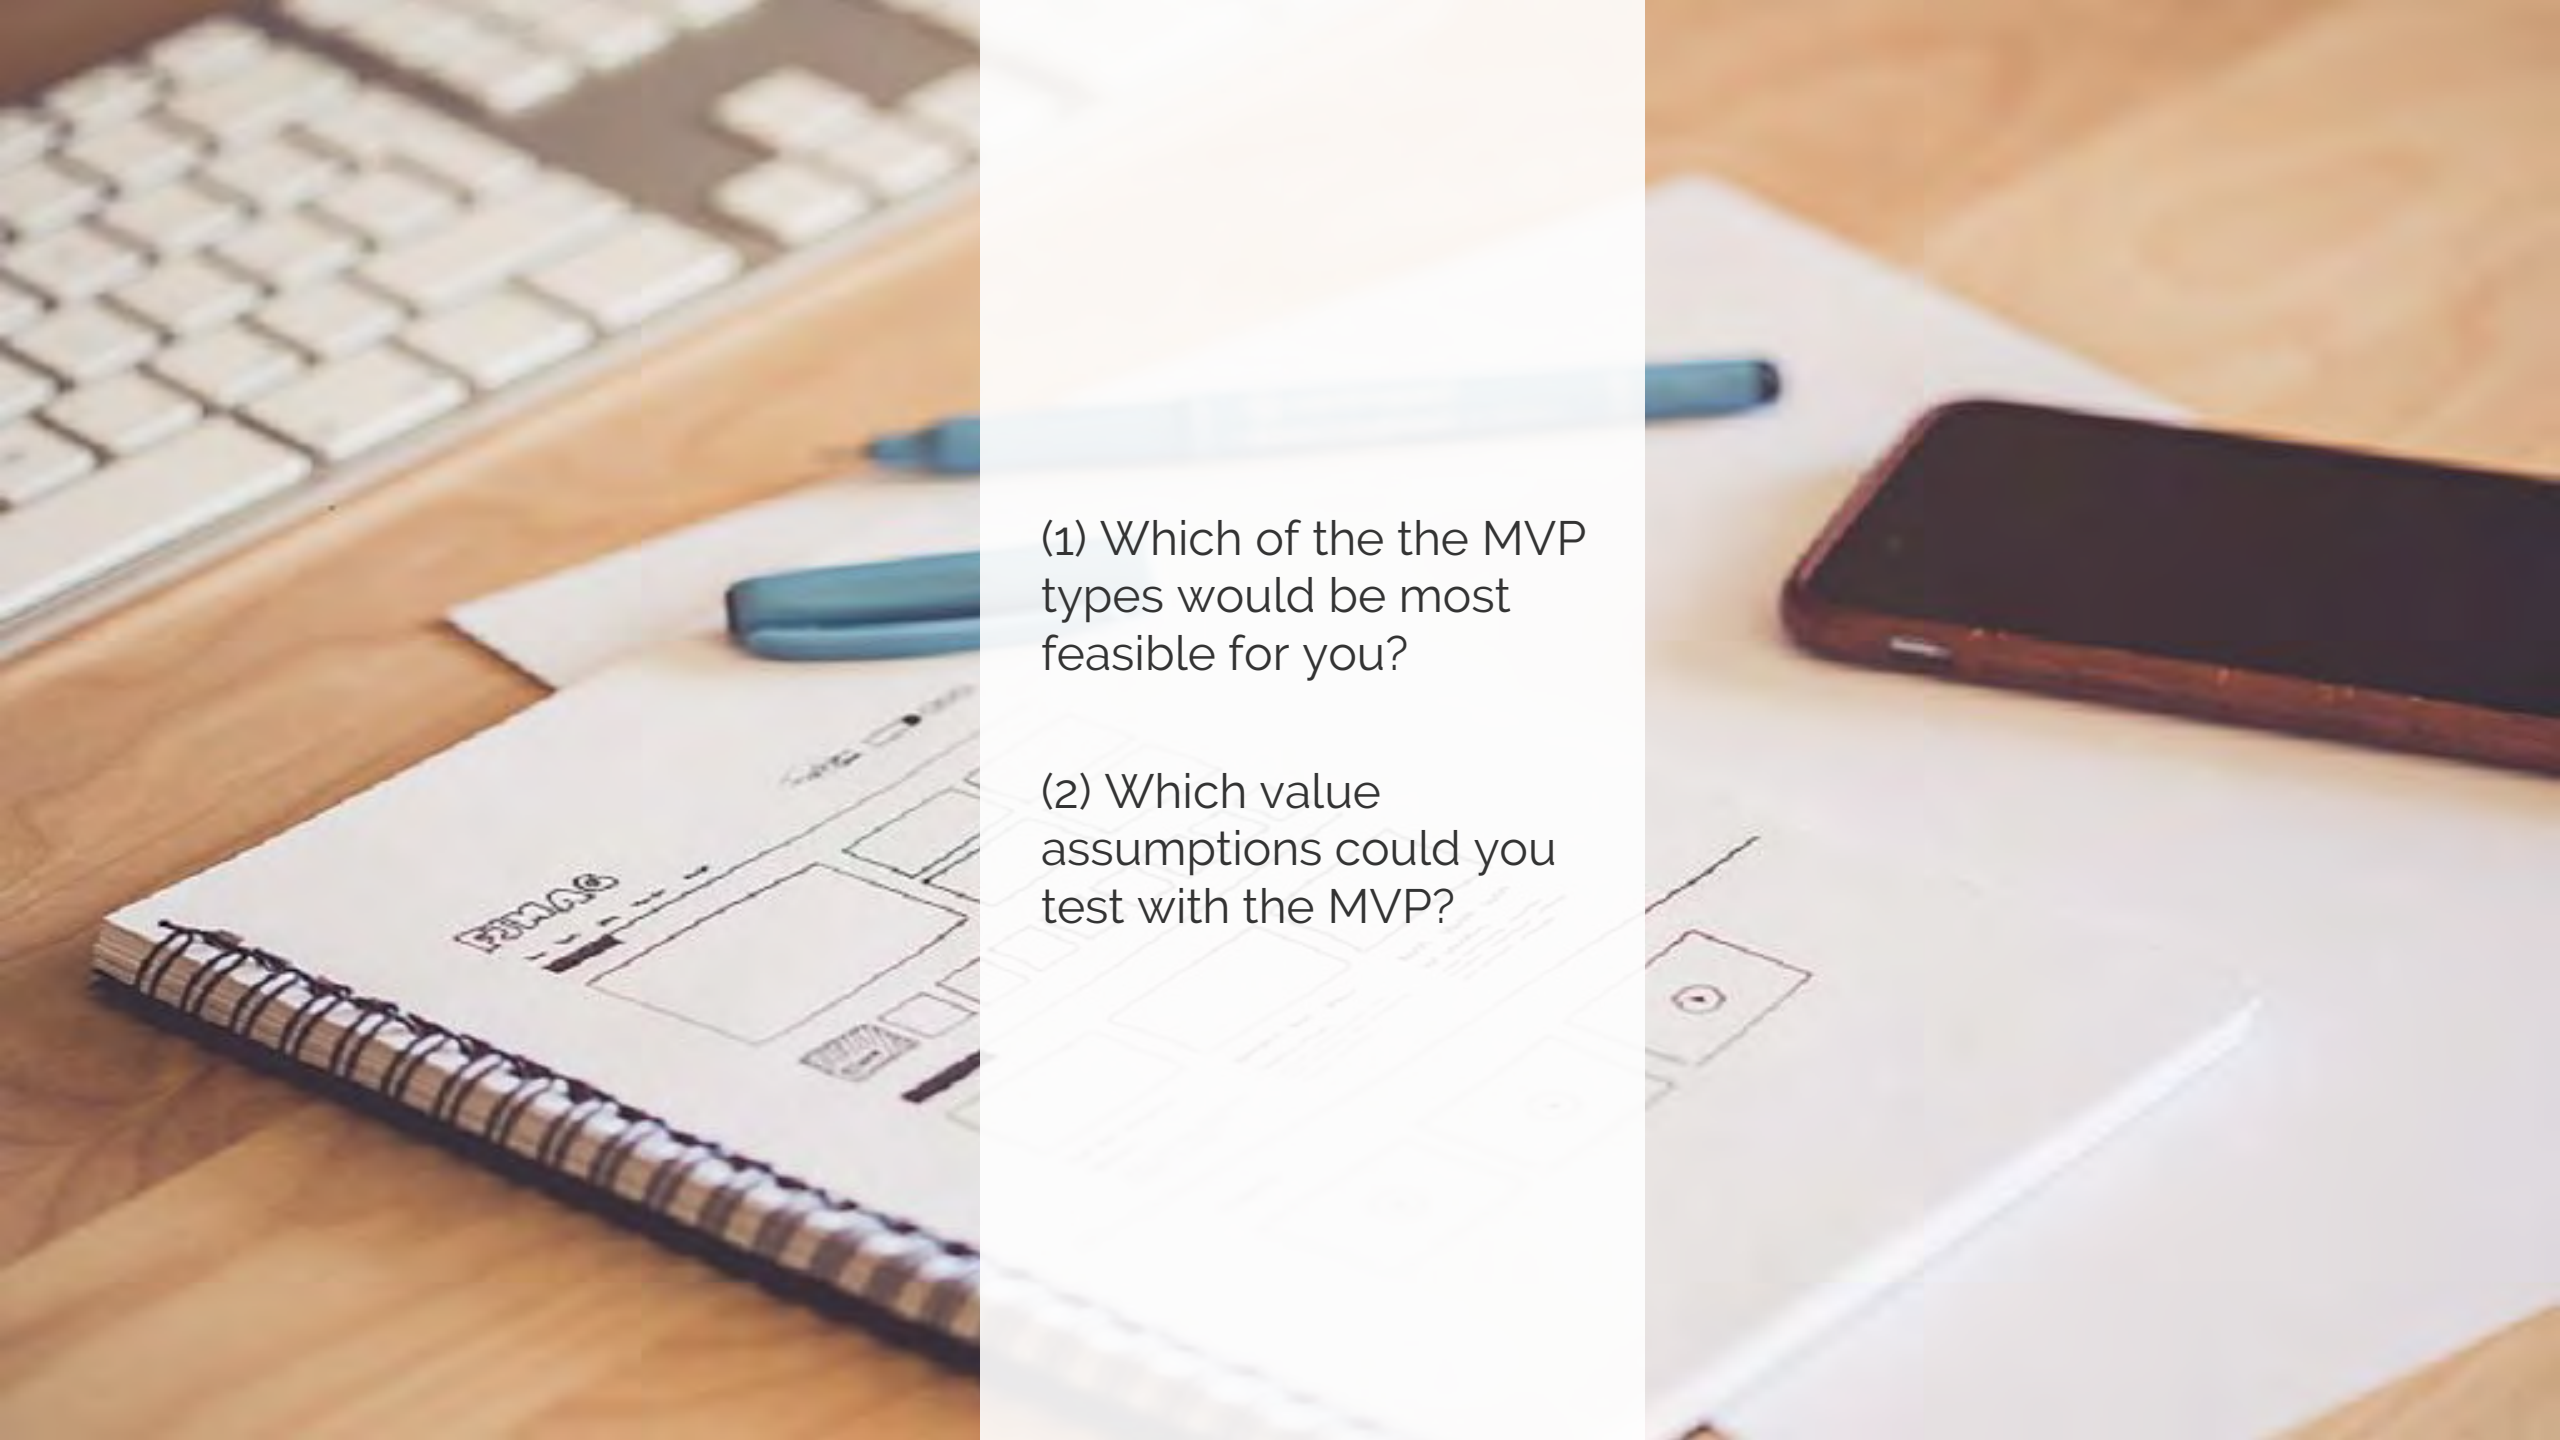 (1) Which of the the MVP
types would be most
feasible for you?
(2) Which value
assumptions could you
test with the MVP?